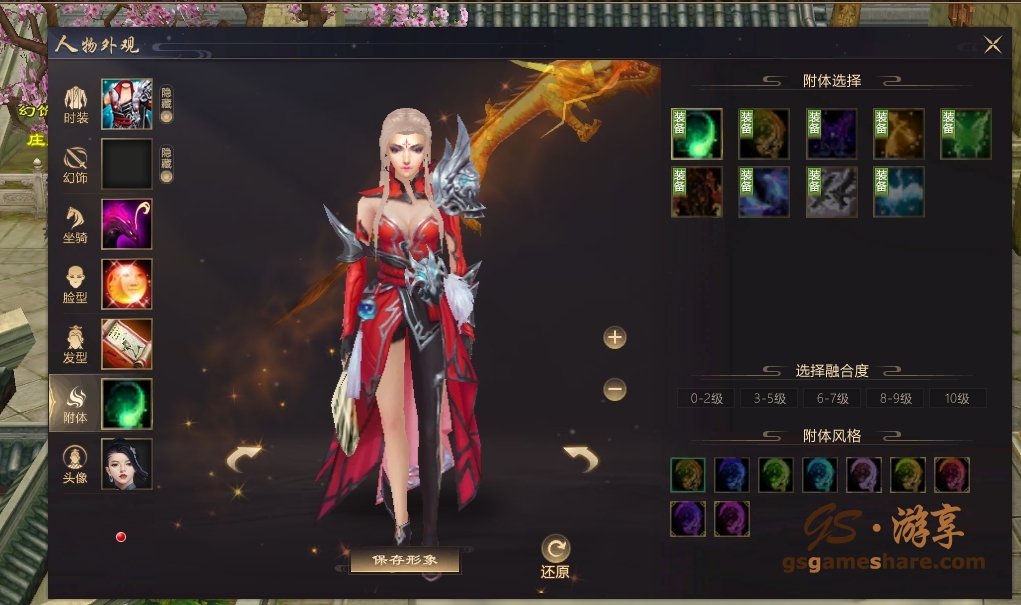 人物外观
幻饰
庄
时装
隐藏
幻饰
隐藏
坐骑
脸型
发型
附体
头像
保存形象
还原
附体选择
装备
装备
装备
装备
装备
装备
装备
装备
装备
选择融合度
0-2级 3-5级 6-7级 8-9级 10级
附体风格
GS·游享
gsgameshare.com